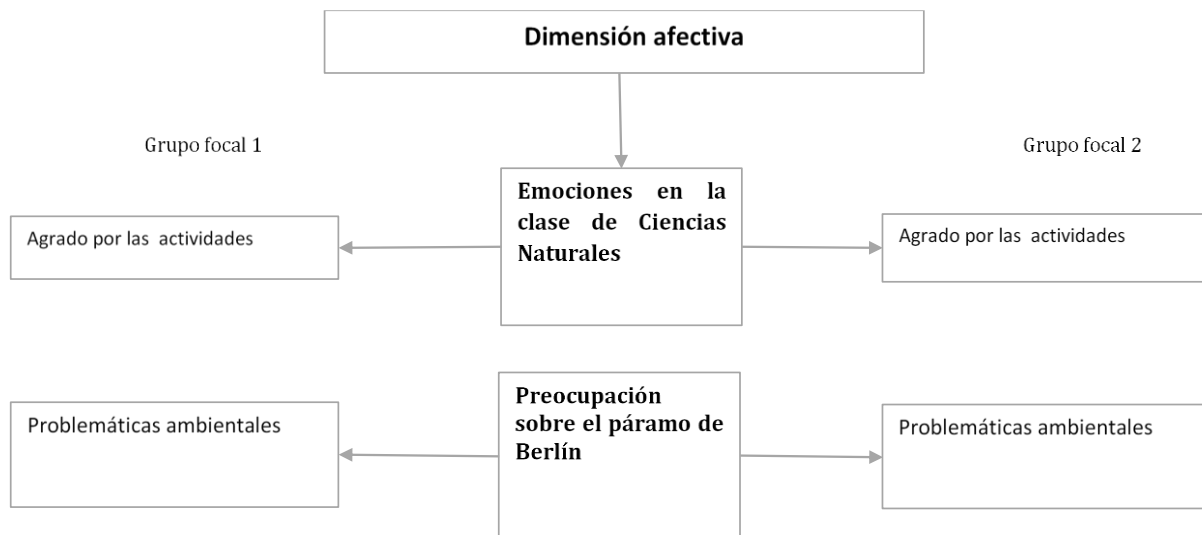 Dimensión afectiva
Grupo focal 1
Grupo focal 2
Agrado por las actividades
Emociones en la
clase de Ciencias
Naturales
Agrado por las actividades
Problemáticas ambientales
Preocupación
sobre el páramo de
Berlín
Problemáticas ambientales